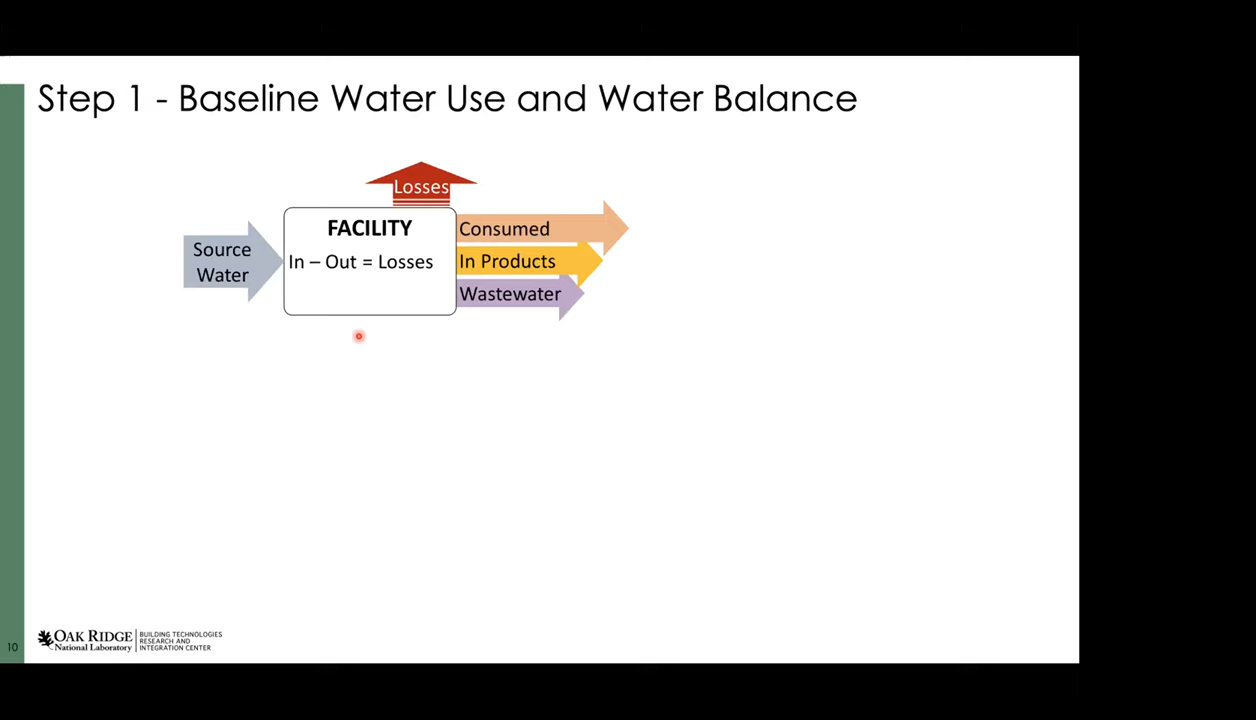 Step 1 - Baseline Water Use and Water Balance
Losses
FACILITY
In – Out = Losses
Source
Water
Consumed
In Products
Wastewater
10
OAK RIDGE
National Laboratory
BUILDING TECHNOLOGIES
RESEARCH AND
INTEGRATION CENTER